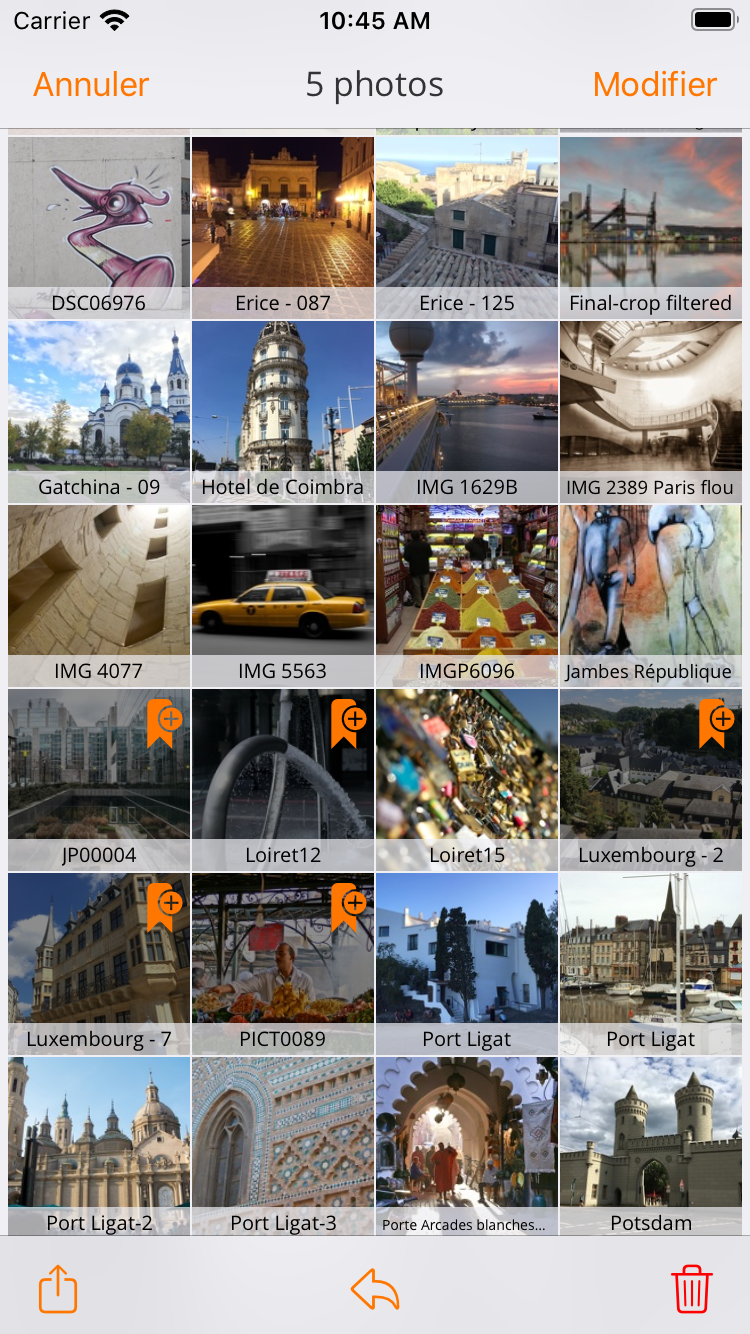 Carrier 10:45 AM
Annuler 5 photos Modifier
DSC06976 Erice - 087 Erice - 125 Final-crop filtered
Gatchina - 09 Hotel de Coimbra IMG 1629B IMG 2389 Paris flou
IMG 4077 IMG 5563 IMGP6096 Jambes République
JP00004 Loiret12 Loiret15 Luxembourg - 2
Luxembourg - 7 PICT0089 Port Ligat Port Ligat
Port Ligat-2 Port Ligat-3 Porte Arcades blanches... Potsdam